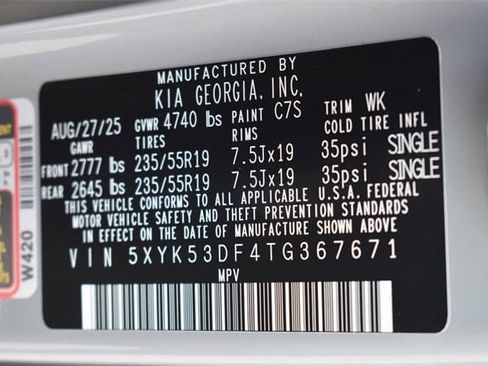 MANUFACTURED BY
KIA GEORGIA, INC.
AUG/27/25 GVWR 4740 lbs PAINT C7S TRIM WK
GAWR TIRES RIMS COLD TIRE INFL
FRONT 2777 lbs 235/55R19 7.5Jx19 35psi SINGLE
REAR 2645 lbs 235/55R19 7.5Jx19 35psi SINGLE
THIS VEHICLE CONFORMS TO ALL APPLICABLE U.S.A. FEDERAL
MOTOR VEHICLE SAFETY AND THEFT PREVENTION STANDARDS
IN EFFECT ON THE DATE OF MANUFACTURE SHOWN ABOVE.
VIN 5XYK53DF4TG367671
MPV
W420